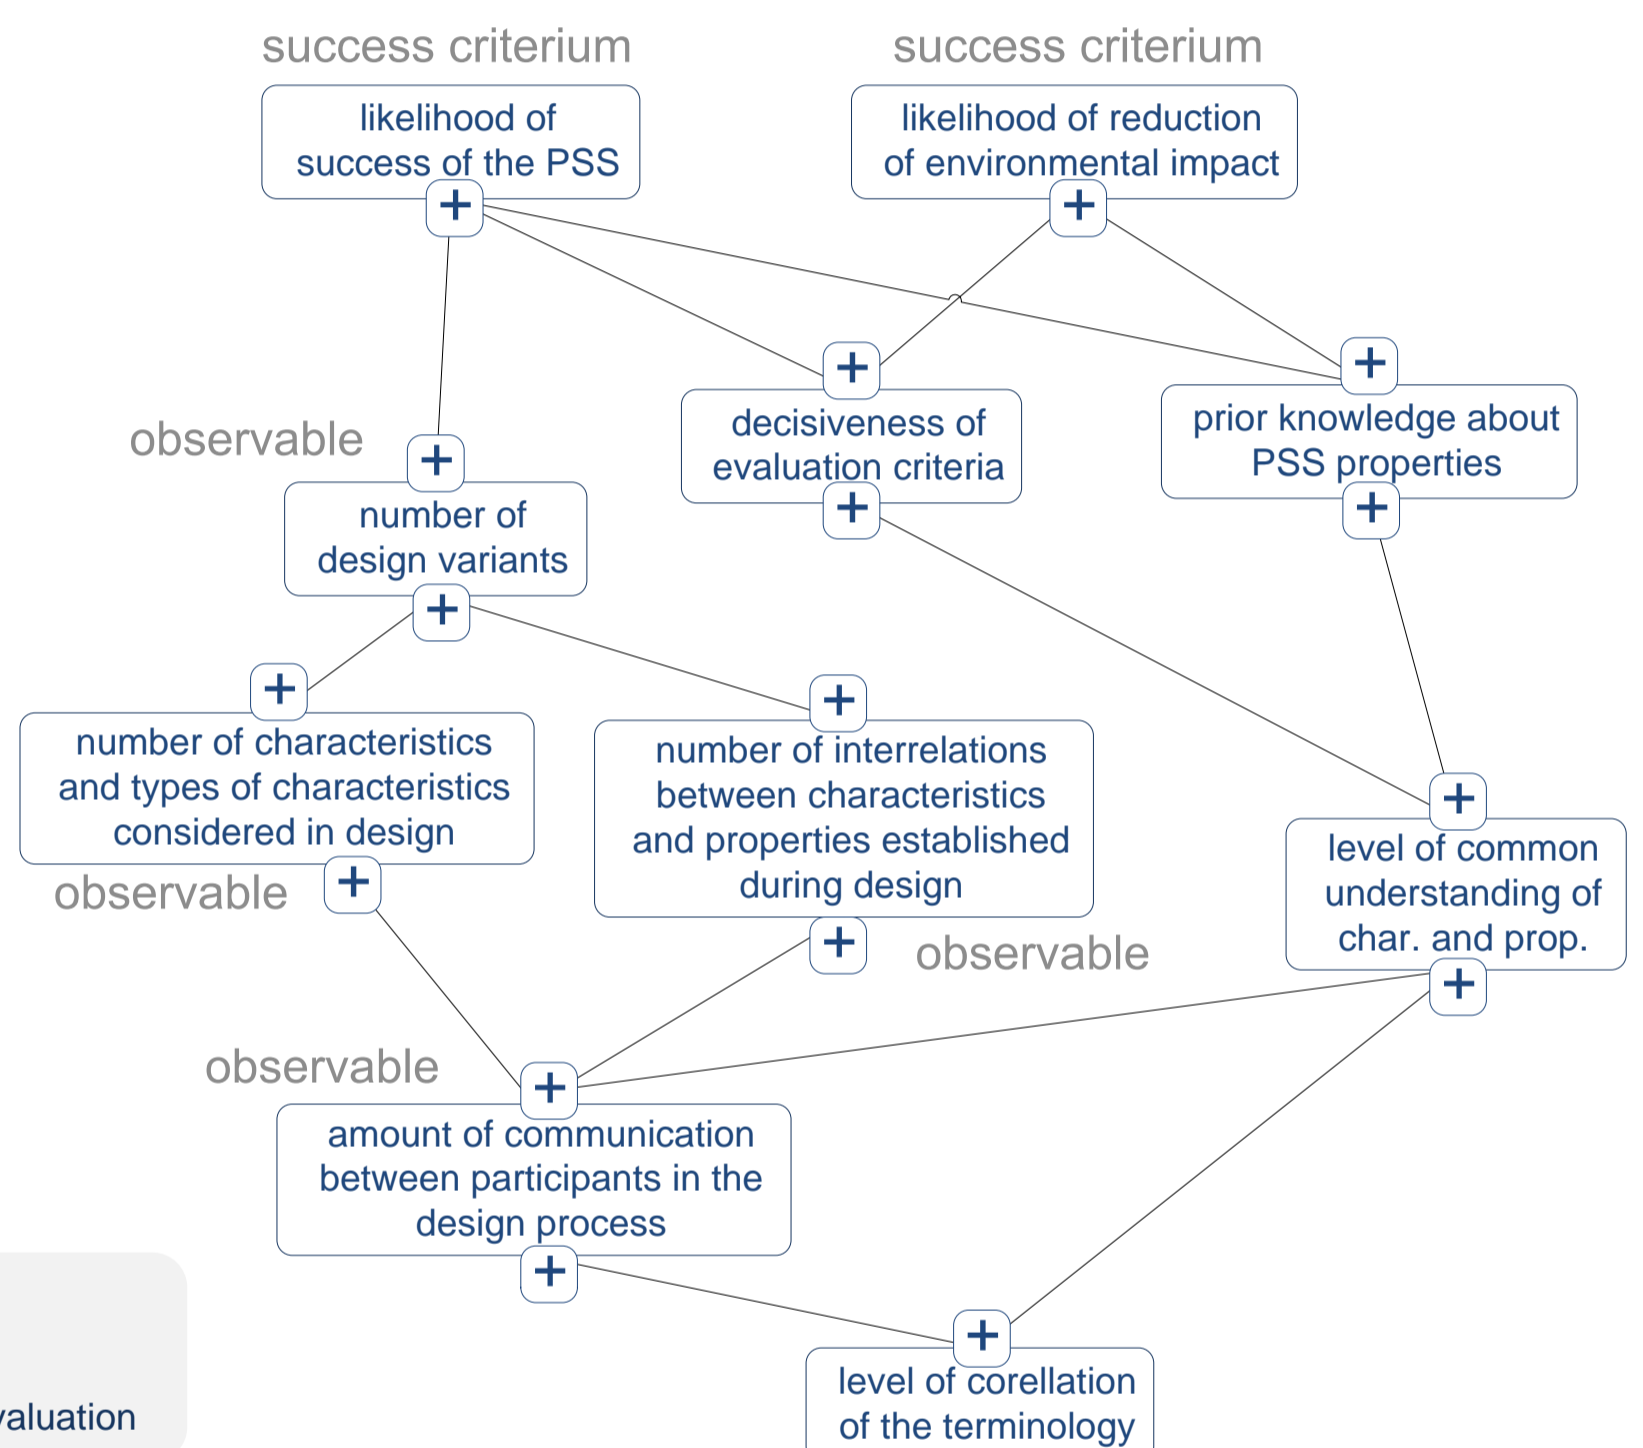 success criterium
success criterium
likelihood of
success of the PSS
likelihood of reduction
of environmental impact
+
+
+
+
observable
decisiveness of
evaluation criteria
prior knowledge about
PSS properties
+
+
+
number of
design variants
+
+
+
number of characteristics
and types of characteristics
considered in design
number of interrelations
between characteristics
and properties established
during design
+
level of common
understanding of
char. and prop.
observable
+
+
observable
+
observable
+
amount of communication
between participants in the
design process
+
+
level of corellation
of the terminology
valuation